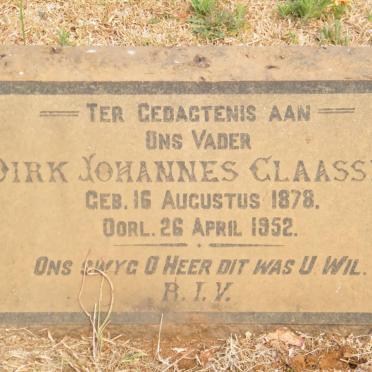 TER GEDAGTENIS AAN
ONS VADER
DIRK JOHANNES CLAASS
GEB. 16 AUGUSTUS 1878.
OORL. 26 APRIL 1952.
ONS SWYG O HEER DIT WAS U WIL.
R.I.V.